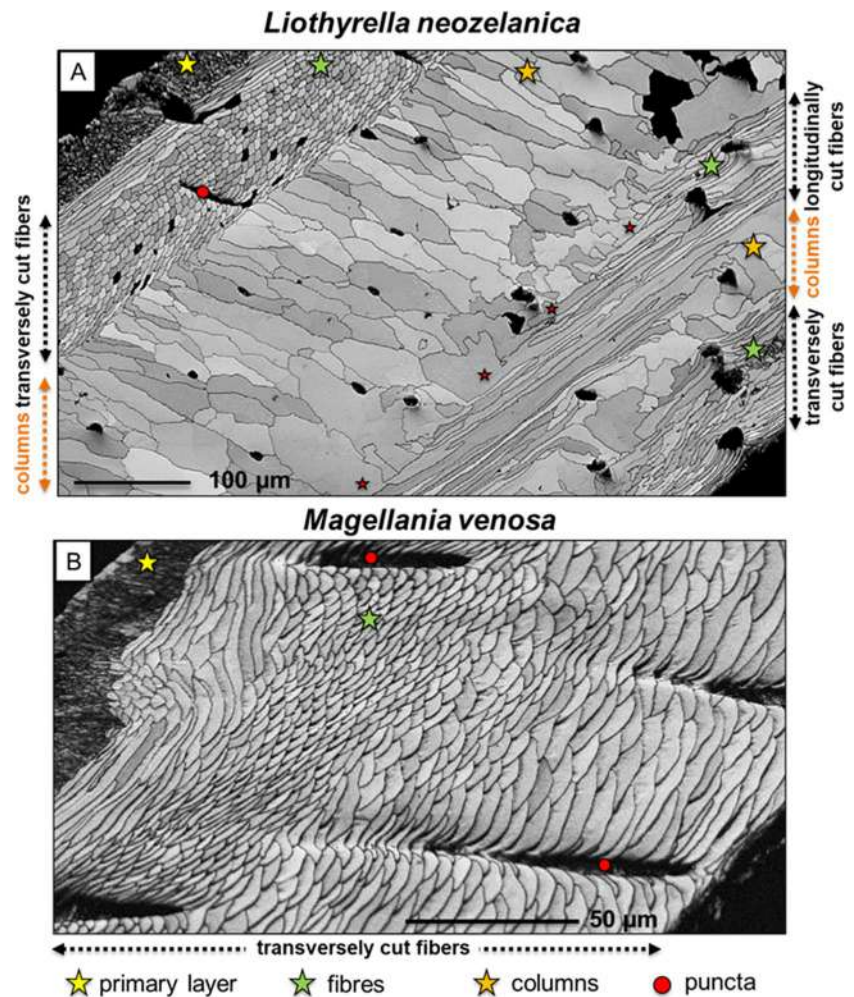 Liothyrella neozelanica
A
columns transversely cut fibers
longitudinally cut fibers
columns
transversely cut fibers
100 µm
Magellania venosa
B
50 µm
transversely cut fibers
primary layer fibres columns puncta